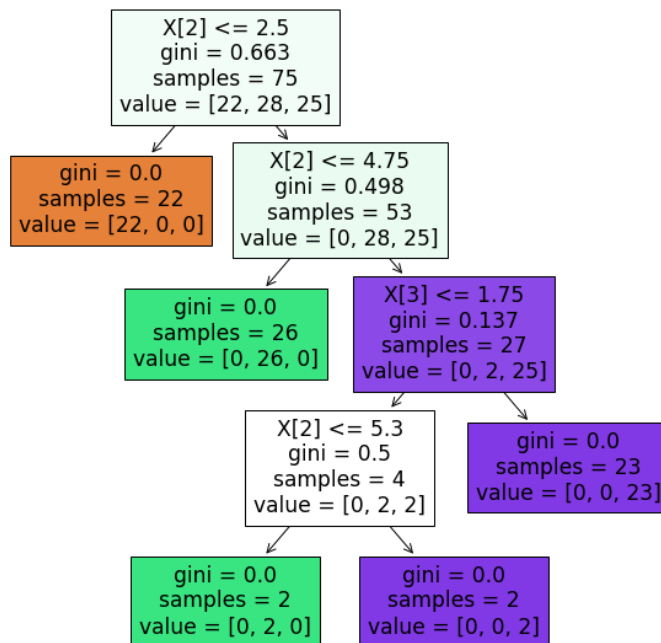 X[2] <= 2.5
gini = 0.663
samples = 75
value = [22, 28, 25]
gini = 0.0
samples = 22
value = [22, 0, 0]
X[2] <= 4.75
gini = 0.498
samples = 53
value = [0, 28, 25]
gini = 0.0
samples = 26
value = [0, 26, 0]
X[3] <= 1.75
gini = 0.137
samples = 27
value = [0, 2, 25]
X[2] <= 5.3
gini = 0.5
samples = 4
value = [0, 2, 2]
gini = 0.0
samples = 23
value = [0, 0, 23]
gini = 0.0
samples = 2
value = [0, 2, 0]
gini = 0.0
samples = 2
value = [0, 0, 2]